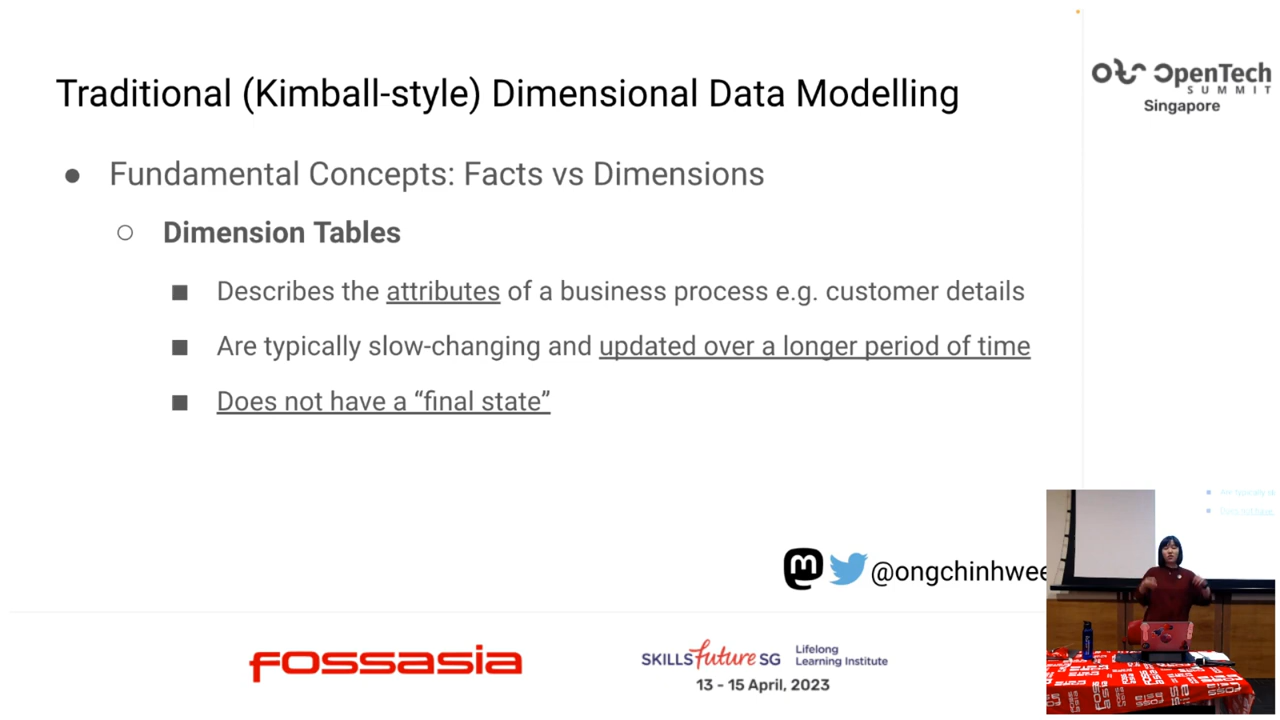 Traditional (Kimball-style) Dimensional Data Modelling
OpenTech
SUMMIT
Singapore
● Fundamental Concepts: Facts vs Dimensions
○ Dimension Tables
■ Describes the attributes of a business process e.g. customer details
■ Are typically slow-changing and updated over a longer period of time
■ Does not have a “final state”
@ongchinhwee
FOSSASIA
SKILLS future SG
Lifelong
Learning Institute
13 - 15 April, 2023